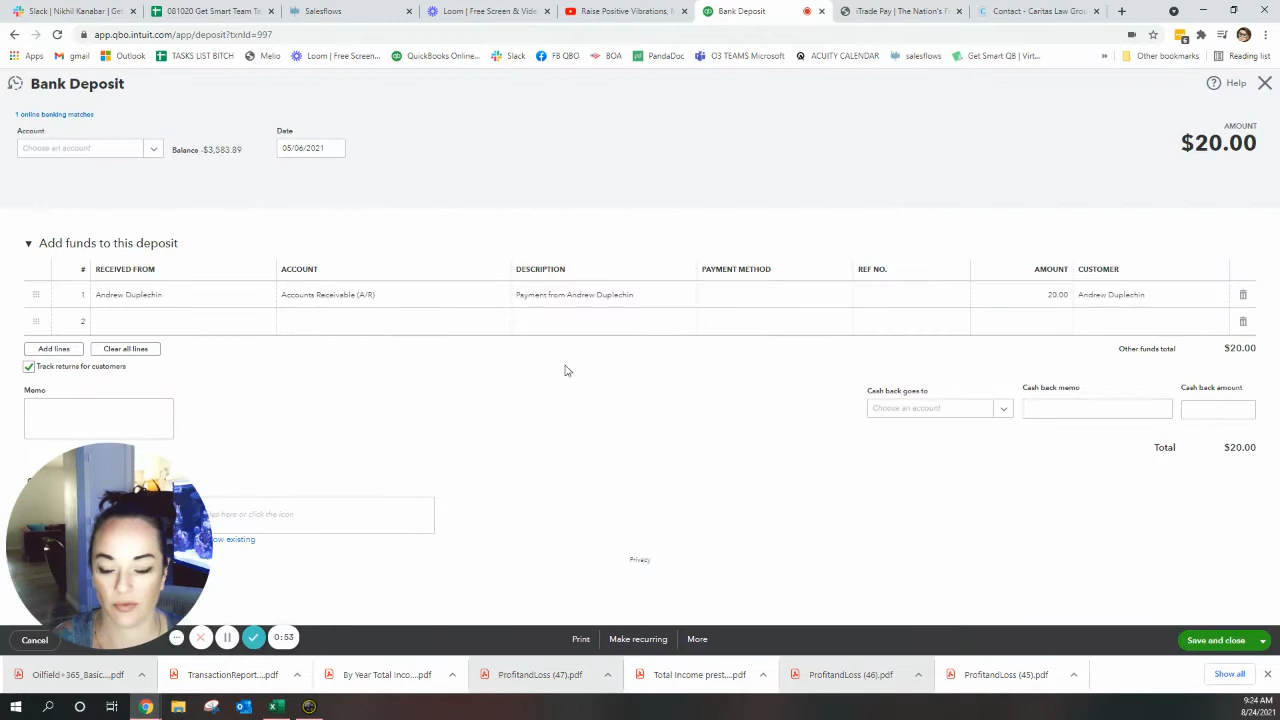 Slack | Nikhil Kanabar | Get S
081020 Get Smart Team Ta
Salesflows
Loom | Free Screen & Vide
Raise Positive Vibrations,
Bank Deposit
iTrade Pay | The Nation's F
Contact - Caritas Law Grou
app.qbo.intuit.com/app/deposit?txnId=997
Apps
gmail
Outlook
TASKS LIST BITCH
Melio
Loom | Free Screen...
QuickBooks Online...
Slack
FB QBO
BOA
PandaDoc
O3 TEAMS Microsoft
ACUITY CALENDAR
salesflows
Get Smart QB | Virt...
Other bookmarks
Reading list
Bank Deposit
Help
1 online banking matches
Account
Date
AMOUNT
Choose an account
Balance -$3,583.89
05/06/2021
$20.00
Add funds to this deposit
# RECEIVED FROM ACCOUNT DESCRIPTION PAYMENT METHOD REF NO. AMOUNT CUSTOMER
1 Andrew Duplechin Accounts Receivable (A/R) Payment from Andrew Duplechin 20.00 Andrew Duplechin
2
Add lines
Clear all lines
Other funds total $20.00
Track returns for customers
Memo
Cash back goes to
Cash back memo
Cash back amount
Choose an account
Total $20.00
les here or click the icon
ow existing
Privacy
0:53
Cancel
Print
Make recurring
More
Save and close
Oilfield+365_Basic....pdf
TransactionReport....pdf
By Year Total Inco....pdf
ProfitandLoss (47).pdf
Total Income prest....pdf
ProfitandLoss (46).pdf
ProfitandLoss (45).pdf
Show all
9:24 AM
8/24/2021